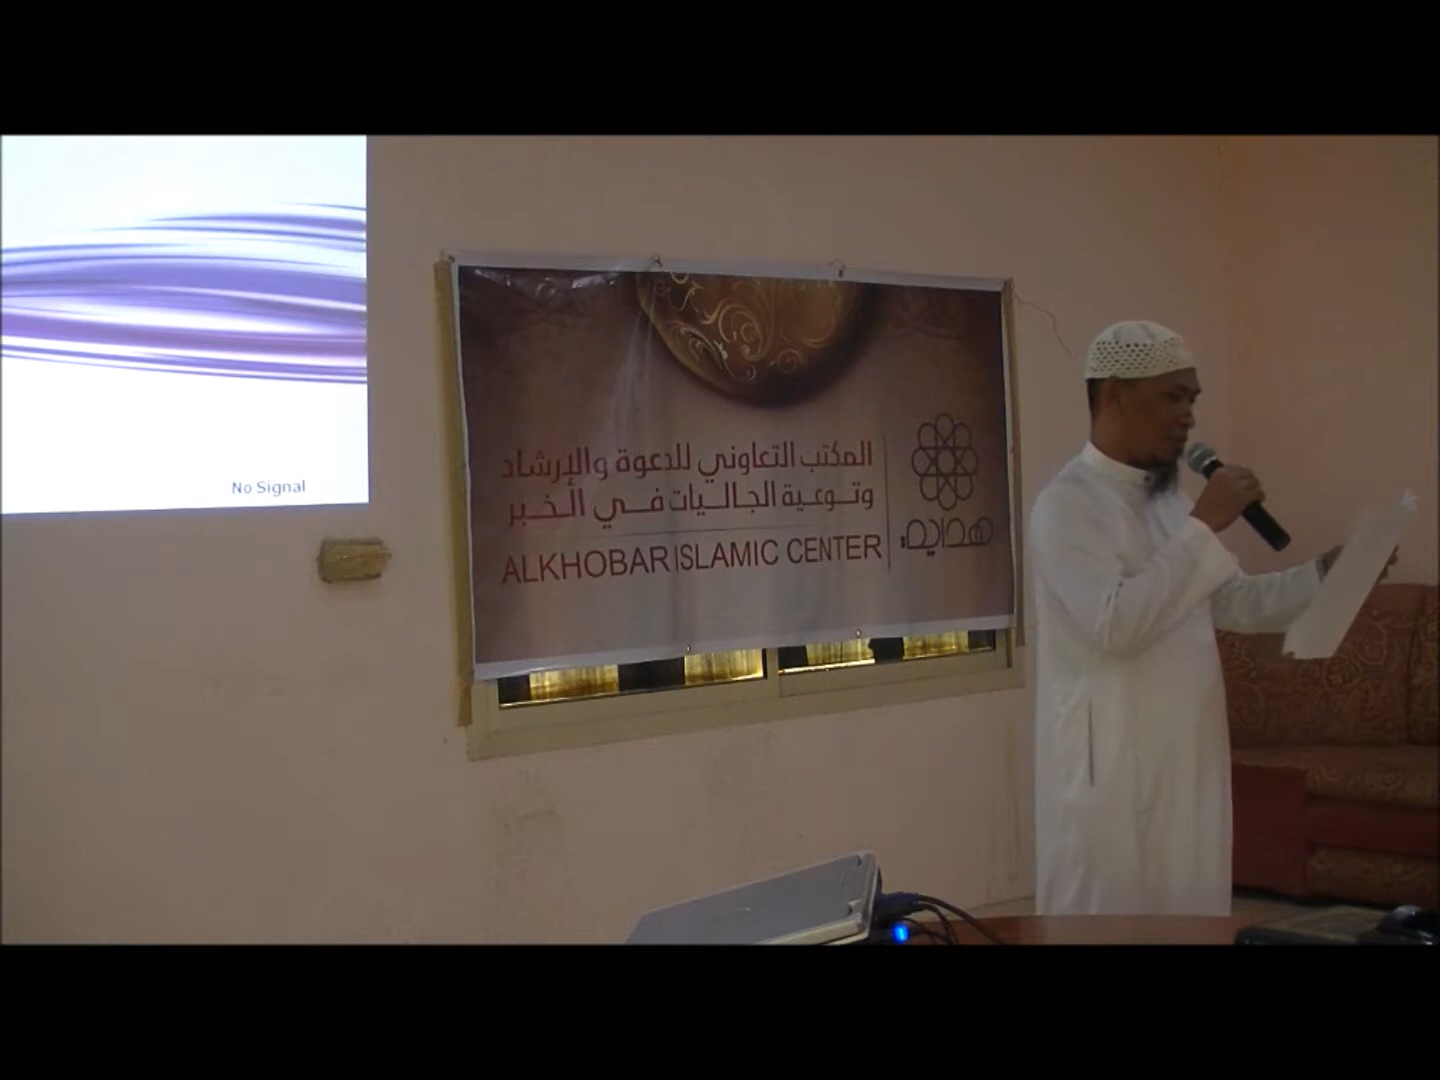 No Signal
المكتب التعاوني للدعوة والإرشاد
وتوعية الجاليات في الخبر
ALKHOBAR ISLAMIC CENTER
هداية